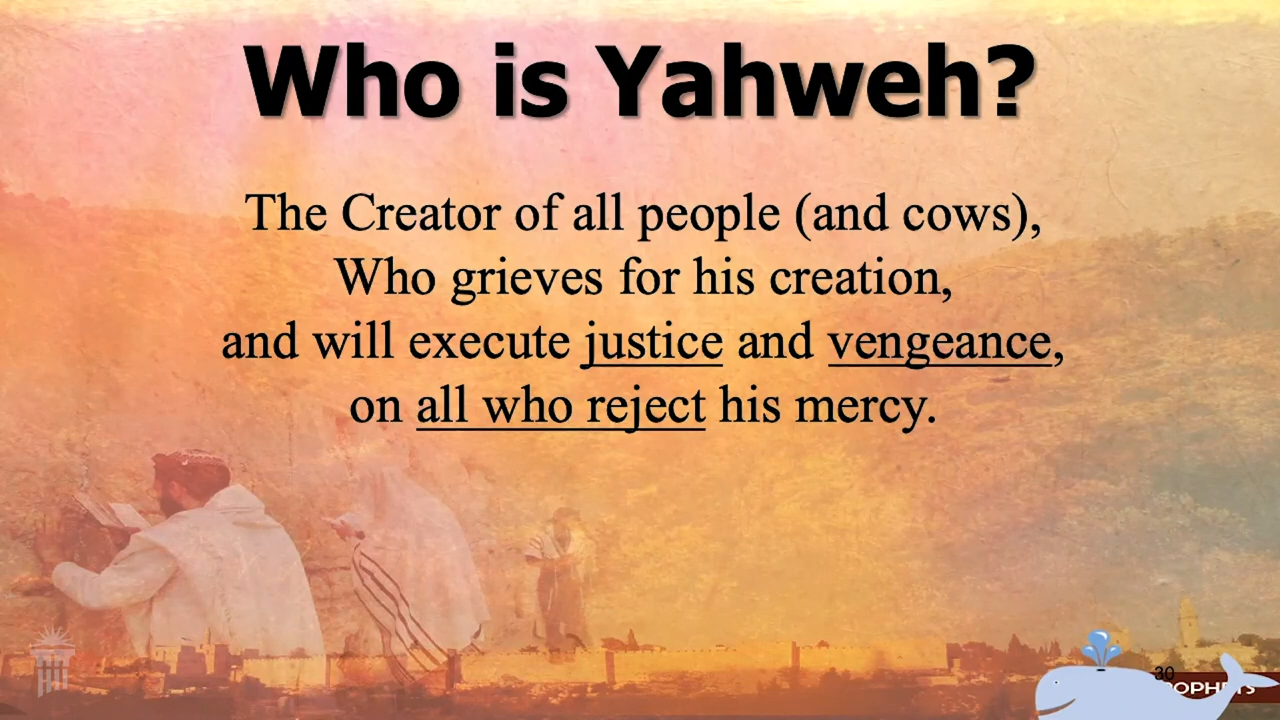 Who is Yahweh?
The Creator of all people (and cows),
Who grieves for his creation,
and will execute justice and vengeance,
on all who reject his mercy.
30